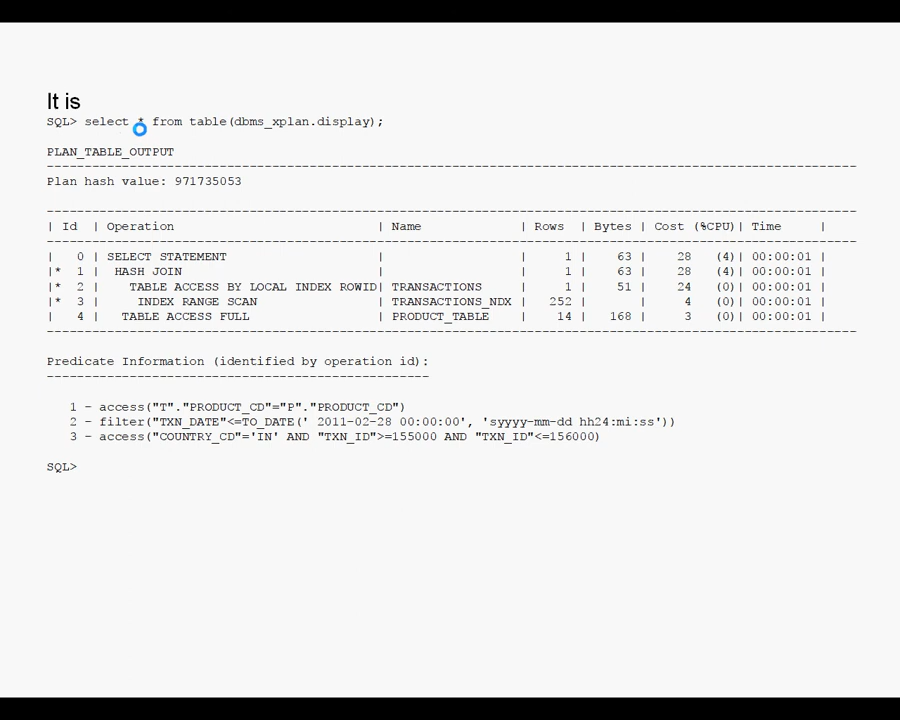 It is
SQL> select * from table(dbms_xplan.display);
PLAN_TABLE_OUTPUT
------------------------------------------------------------------------------------------------------------
Plan hash value: 971735053
------------------------------------------------------------------------------------------------------------
| Id  | Operation                           | Name             | Rows  | Bytes | Cost (%CPU)| Time     |
------------------------------------------------------------------------------------------------------------
|   0 | SELECT STATEMENT                    |                  |     1 |    63 |    28   (4)| 00:00:01 |
|*  1 |  HASH JOIN                          |                  |     1 |    63 |    28   (4)| 00:00:01 |
|*  2 |   TABLE ACCESS BY LOCAL INDEX ROWID| TRANSACTIONS     |     1 |    51 |    24   (0)| 00:00:01 |
|*  3 |    INDEX RANGE SCAN                 | TRANSACTIONS_NDX |   252 |       |     4   (0)| 00:00:01 |
|   4 |  TABLE ACCESS FULL                  | PRODUCT_TABLE    |    14 |   168 |     3   (0)| 00:00:01 |
------------------------------------------------------------------------------------------------------------
Predicate Information (identified by operation id):
---------------------------------------------------
1 - access("T"."PRODUCT_CD"="P"."PRODUCT_CD")
2 - filter("TXN_DATE"<=TO_DATE(' 2011-02-28 00:00:00', 'syyyy-mm-dd hh24:mi:ss'))
3 - access("COUNTRY_CD"='IN' AND "TXN_ID">=155000 AND "TXN_ID"<=156000)
SQL>